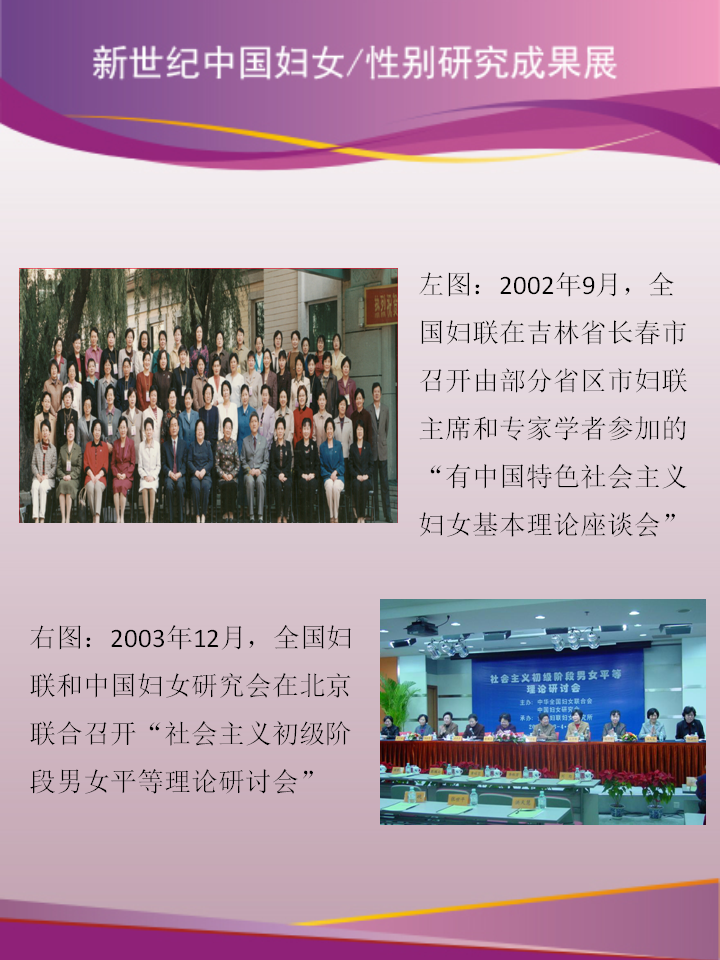 新世纪中国妇女/性别研究成果展
左图：2002年9月，全
国妇联在吉林省长春市
召开由部分省区市妇联
主席和专家学者参加的
“有中国特色社会主义
妇女基本理论座谈会”
右图：2003年12月，全国妇
联和中国妇女研究会在北京
联合召开“社会主义初级阶
段男女平等理论研讨会”
社会主义初级阶段男女平等
理论研讨会
主办：中华全国妇女联合会
中国妇女研究会
承办：